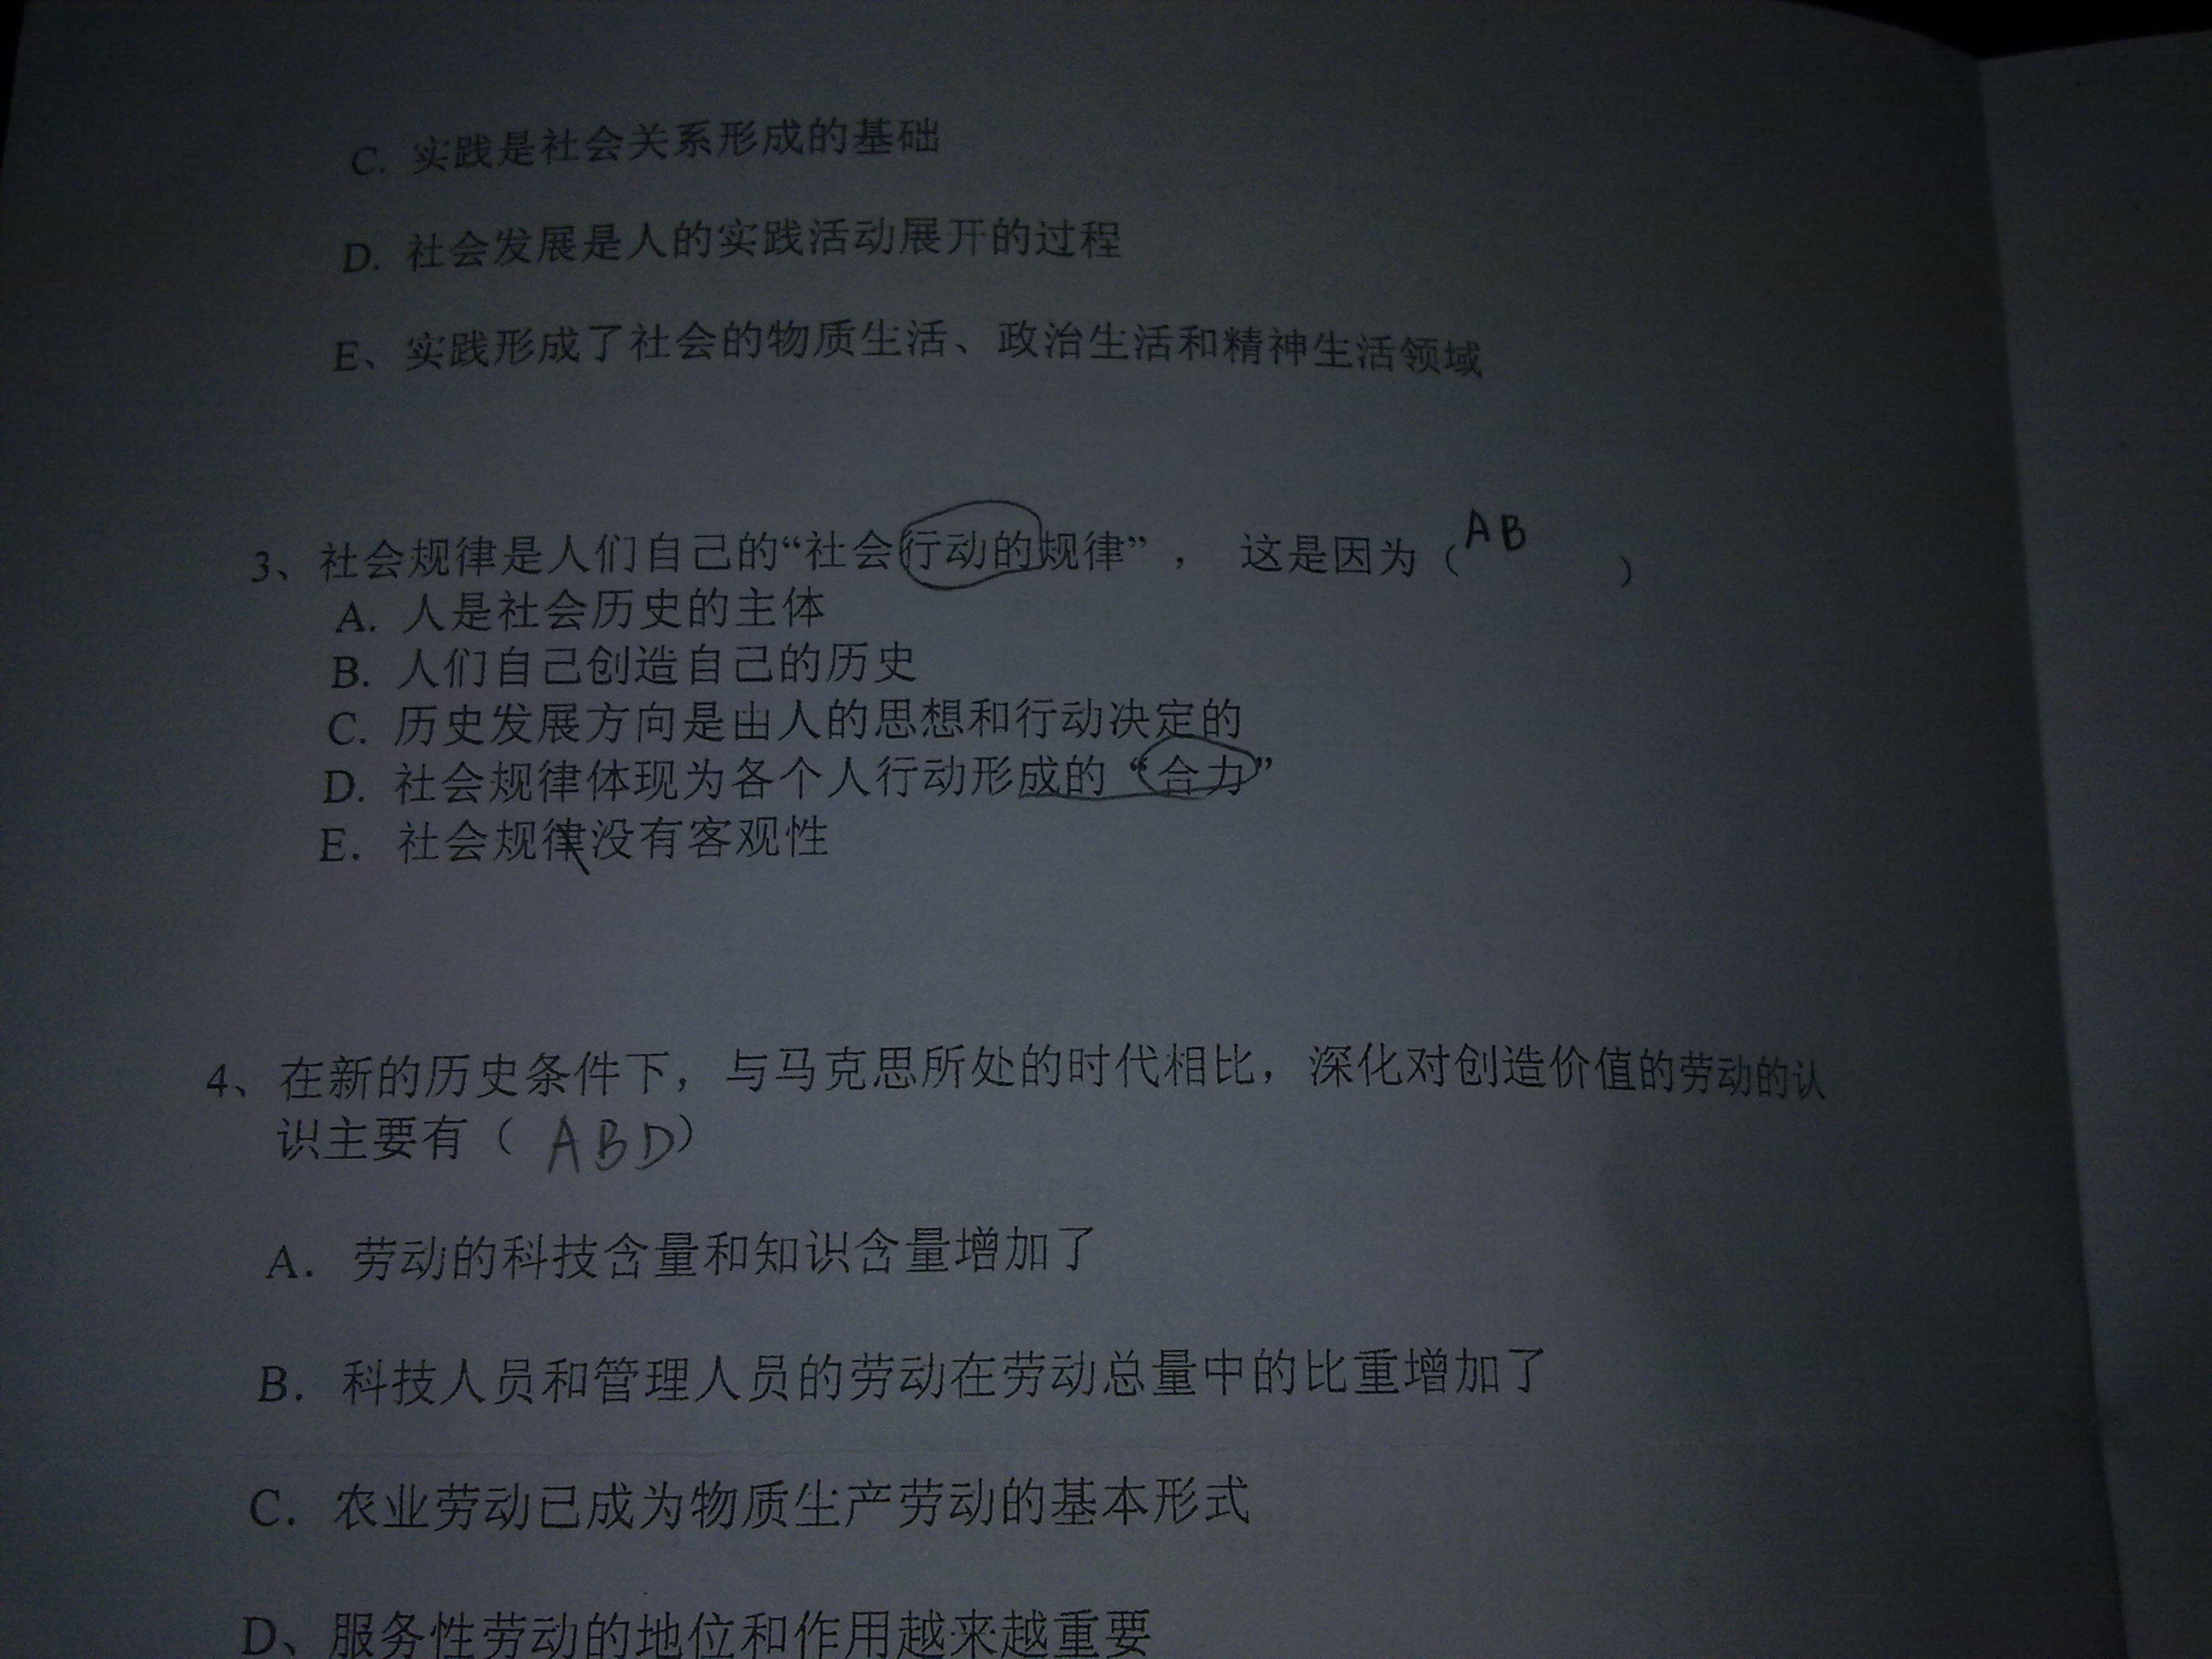 C. 实践是社会关系形成的基础
D. 社会发展是人的实践活动展开的过程
E、实践形成了社会的物质生活、政治生活和精神生活领域
3、社会规律是人们自己的“社会行动的规律”， 这是因为（AB）
A. 人是社会历史的主体
B. 人们自己创造自己的历史
C. 历史发展方向是由人的思想和行动决定的
D. 社会规律体现为各个人行动形成的“合力”
E. 社会规律没有客观性
4、在新的历史条件下，与马克思所处的时代相比，深化对创造价值的劳动的认
识主要有（ABD）
A. 劳动的科技含量和知识含量增加了
B. 科技人员和管理人员的劳动在劳动总量中的比重增加了
C. 农业劳动已成为物质生产劳动的基本形式
D、服务性劳动的地位和作用越来越重要